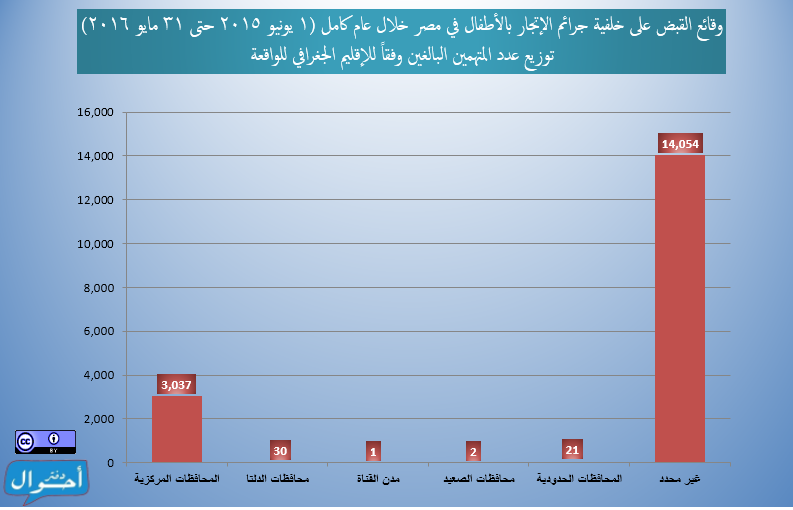 وقائع القبض على خلفية جرائم الإتجار بالأطفال في مصر خلال عام كامل (١ يونيو ٢٠١٥ حتى ٣١ مايو ٢٠١٦)
توزيع عدد المتهمين البالغين وفقاً للإقليم الجغرافي للواقعة
16,000
14,000
12,000
10,000
8,000
6,000
4,000
2,000
0
3,037
30
1
2
21
14,054
المحافظات المركزية
محافظات الدلتا
مدن القناة
محافظات الصعيد
المحافظات الحدودية
غير محدد
cc
BY
دفتر أحوال